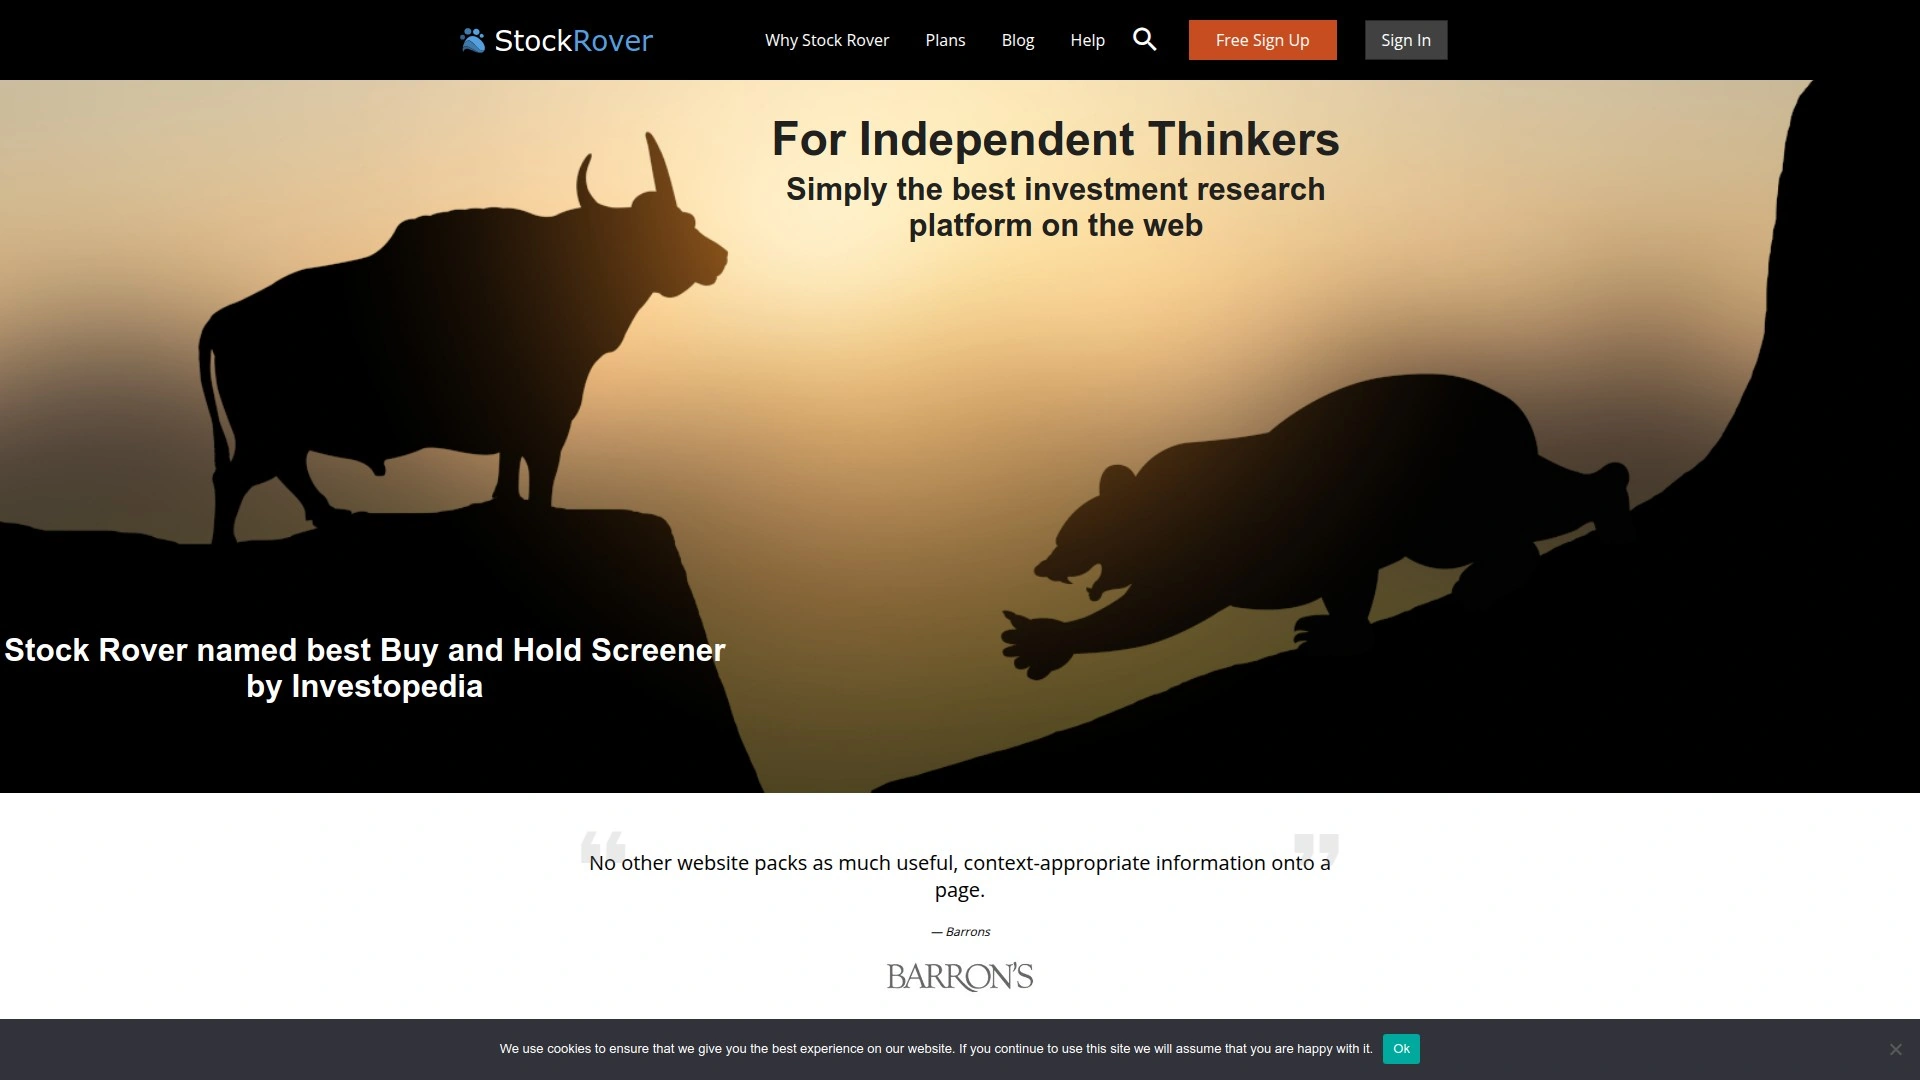 StockRover
Why Stock Rover
Plans
Blog
Help
Free Sign Up
Sign In
For Independent Thinkers
Simply the best investment research
platform on the web
Stock Rover named best Buy and Hold Screener
by Investopedia
“ No other website packs as much useful, context-appropriate information onto a ”
page.
— Barrons
BARRON'S
We use cookies to ensure that we give you the best experience on our website. If you continue to use this site we will assume that you are happy with it.
Ok